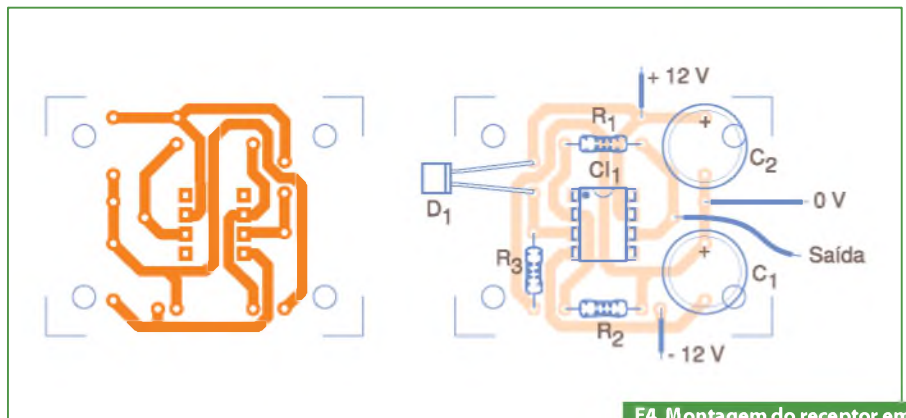 + 12 V
R1
+
C2
CI1
D1
0 V
Saída
R3
+
C1
R2
- 12 V
F4. Montagem do receptor em